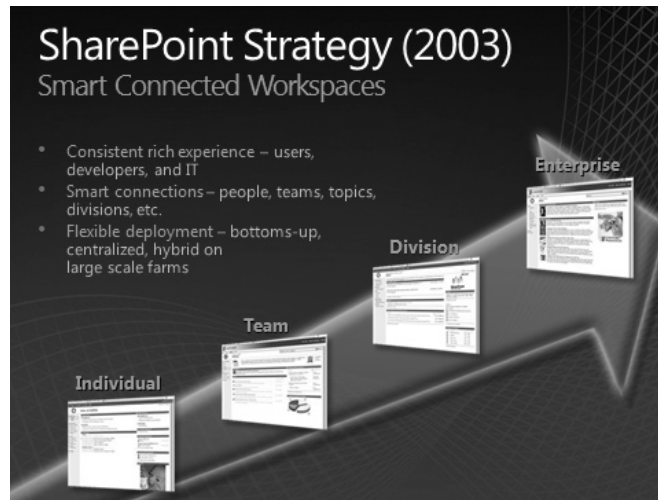 SharePoint Strategy (2003)
Smart Connected Workspaces
• Consistent rich experience – users,
developers, and IT
• Smart connections – people, teams, topics,
divisions, etc.
• Flexible deployment – bottoms-up,
centralized, hybrid on
large scale farms
Enterprise
Division
Team
Individual